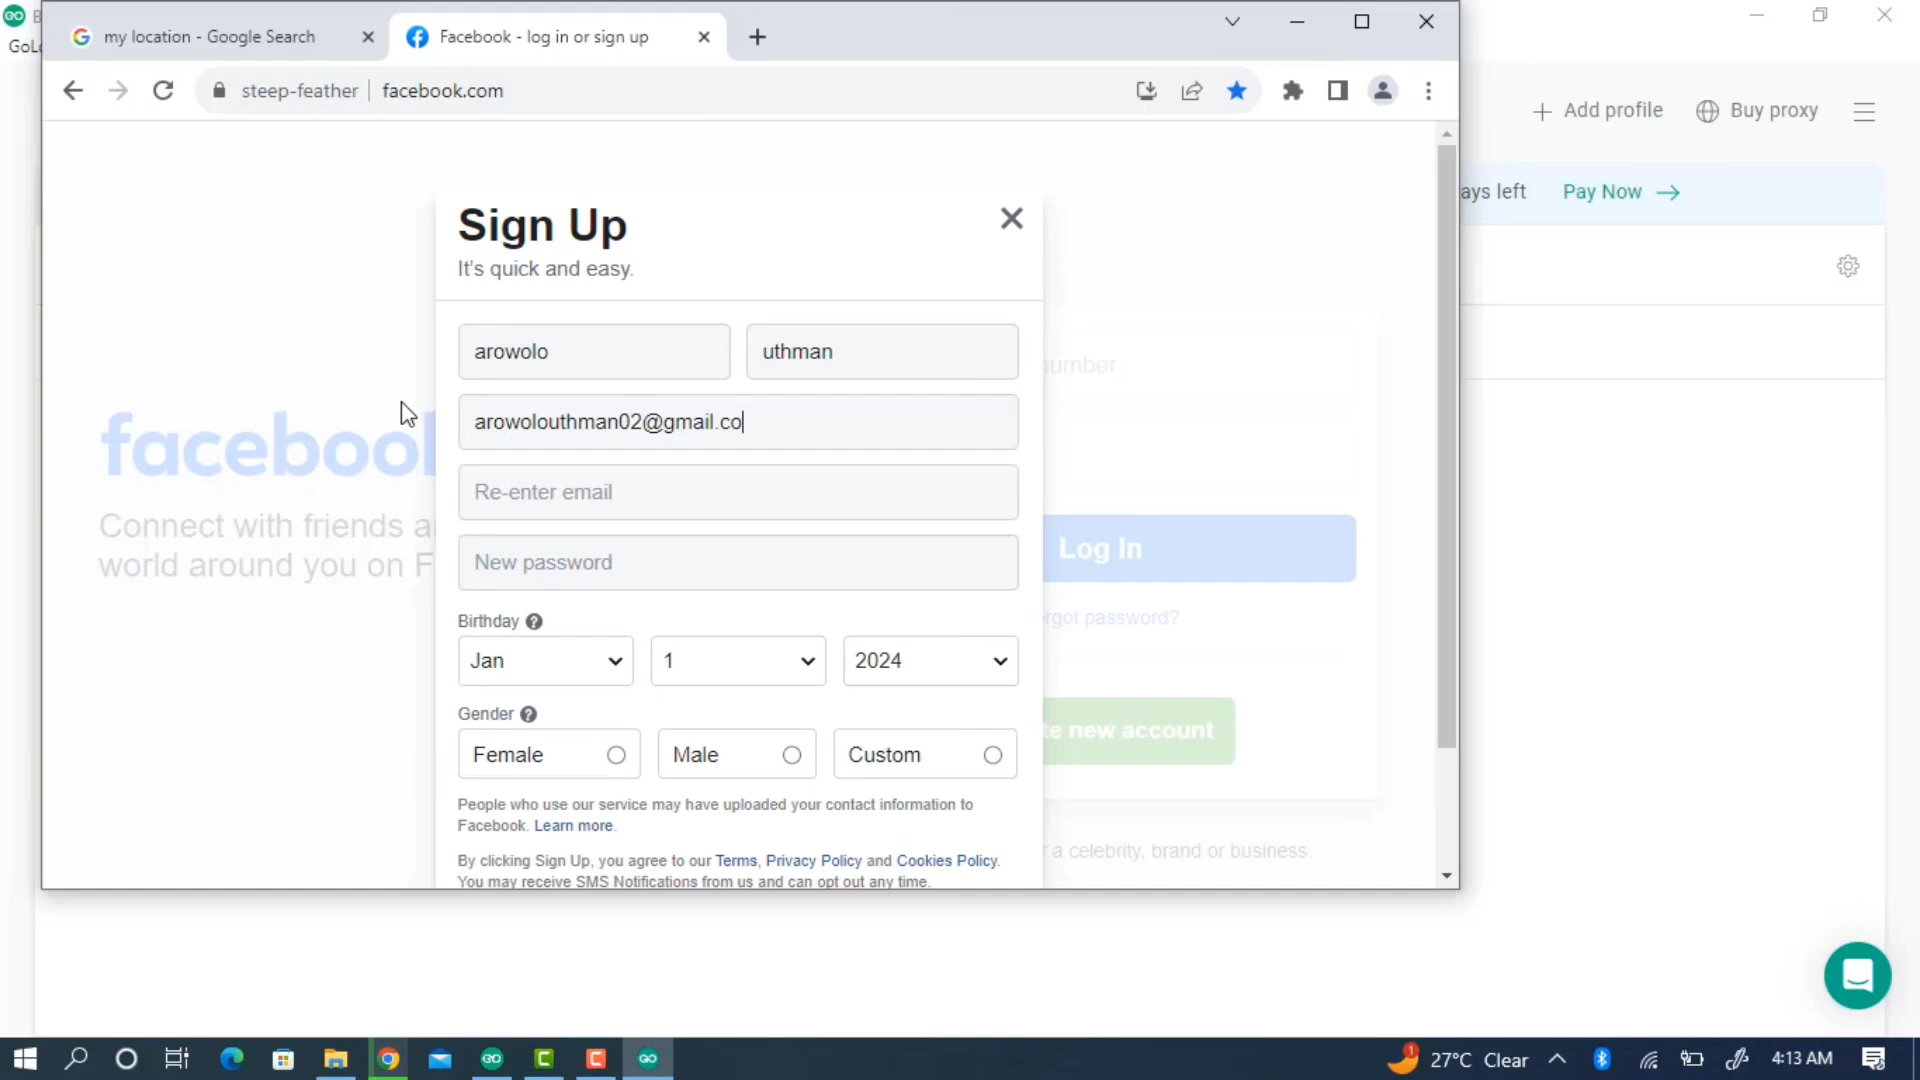 my location - Google Search
Facebook - log in or sign up
steep-feather
facebook.com
Add profile
Buy proxy
ays left
Pay Now
Sign Up
It's quick and easy.
arowolo
uthman
arowolouthman02@gmail.co
Re-enter email
New password
Birthday
Jan
1
2024
Gender
Female
Male
Custom
People who use our service may have uploaded your contact information to
Facebook. Learn more.
By clicking Sign Up, you agree to our Terms, Privacy Policy and Cookies Policy.
You may receive SMS Notifications from us and can opt out any time.
facebook
Connect with friends a
world around you on F
number
Log In
rgot password?
te new account
r a celebrity, brand or business.
27°C Clear
4:13 AM